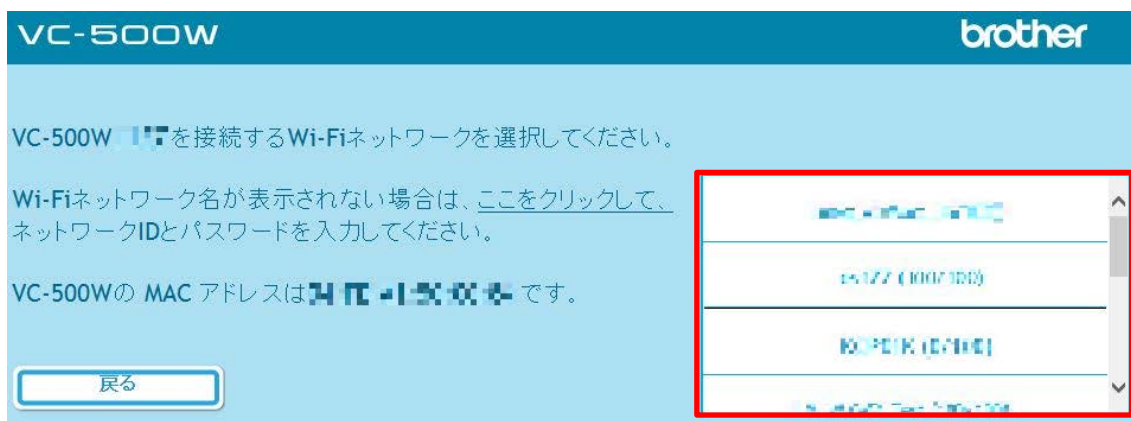 VC-500W
brother
VC-500W を接続するWi-Fiネットワークを選択してください。
Wi-Fiネットワーク名が表示されない場合は、ここをクリックして、
ネットワークIDとパスワードを入力してください。
VC-500Wの MAC アドレスは です。
戻る